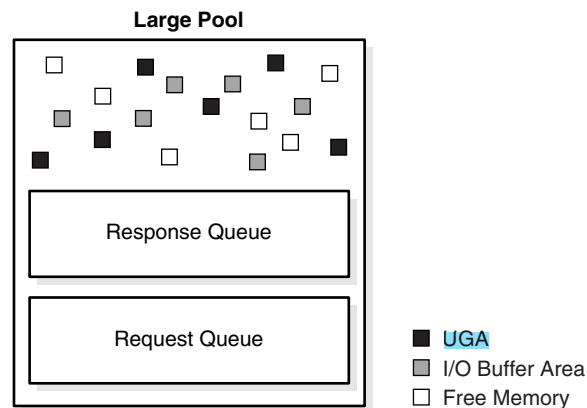 Large Pool
Response Queue
Request Queue
UGA
I/O Buffer Area
Free Memory